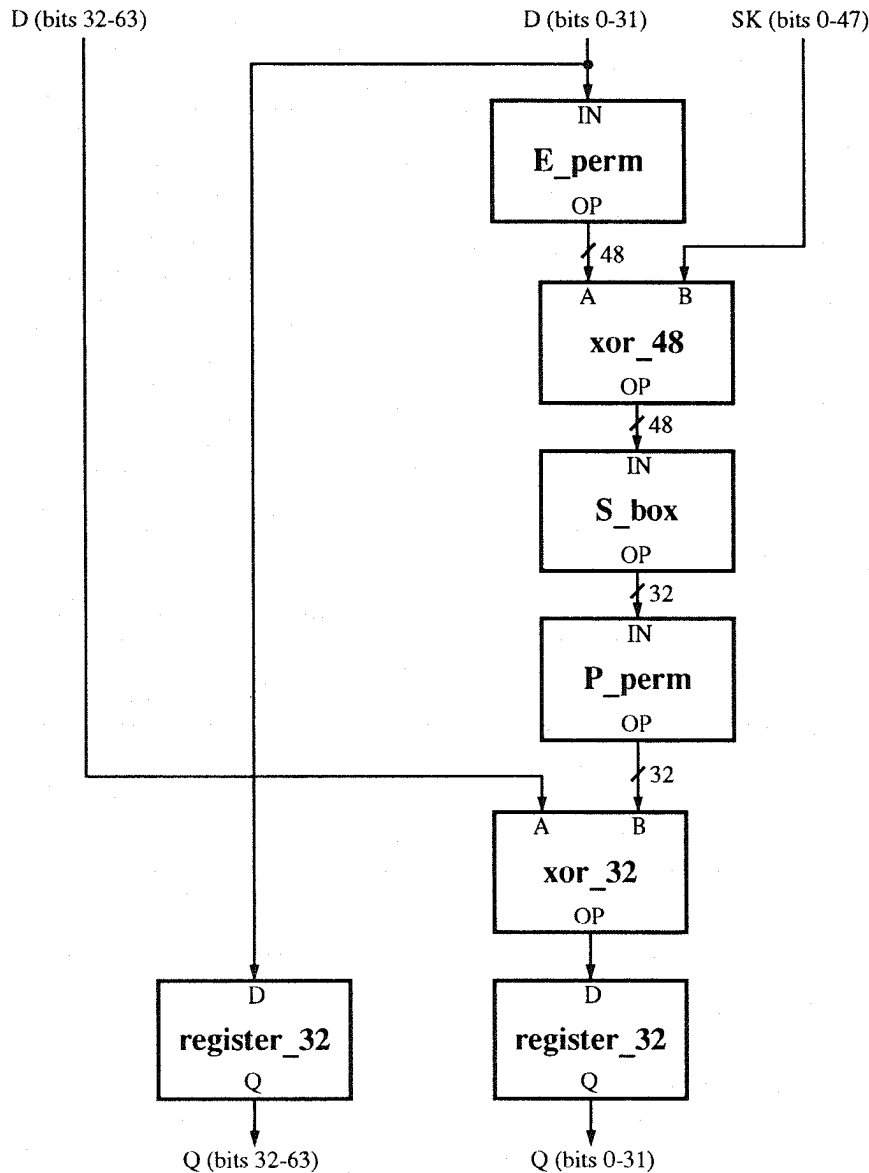 D (bits 32-63)
D (bits 0-31)
SK (bits 0-47)
IN
E_perm
OP
48
A
B
xor_48
OP
48
IN
S_box
OP
32
IN
P_perm
OP
32
A
B
xor_32
OP
D
register_32
Q
D
register_32
Q
Q (bits 32-63)
Q (bits 0-31)